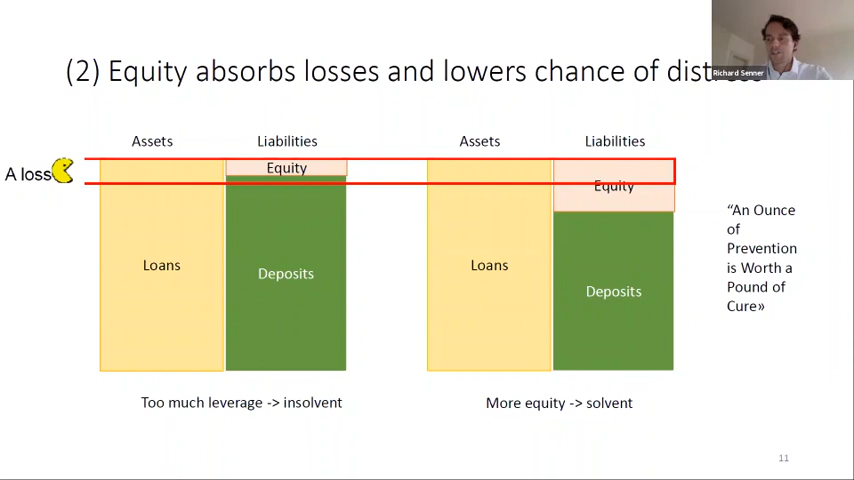 (2) Equity absorbs losses and lowers chance of distress
Richard Senner
Assets
Liabilities
Assets
Liabilities
A loss
Equity
Equity
Loans
Deposits
Loans
Deposits
“An Ounce
of
Prevention
is Worth a
Pound of
Cure»
Too much leverage -> insolvent
More equity -> solvent
11